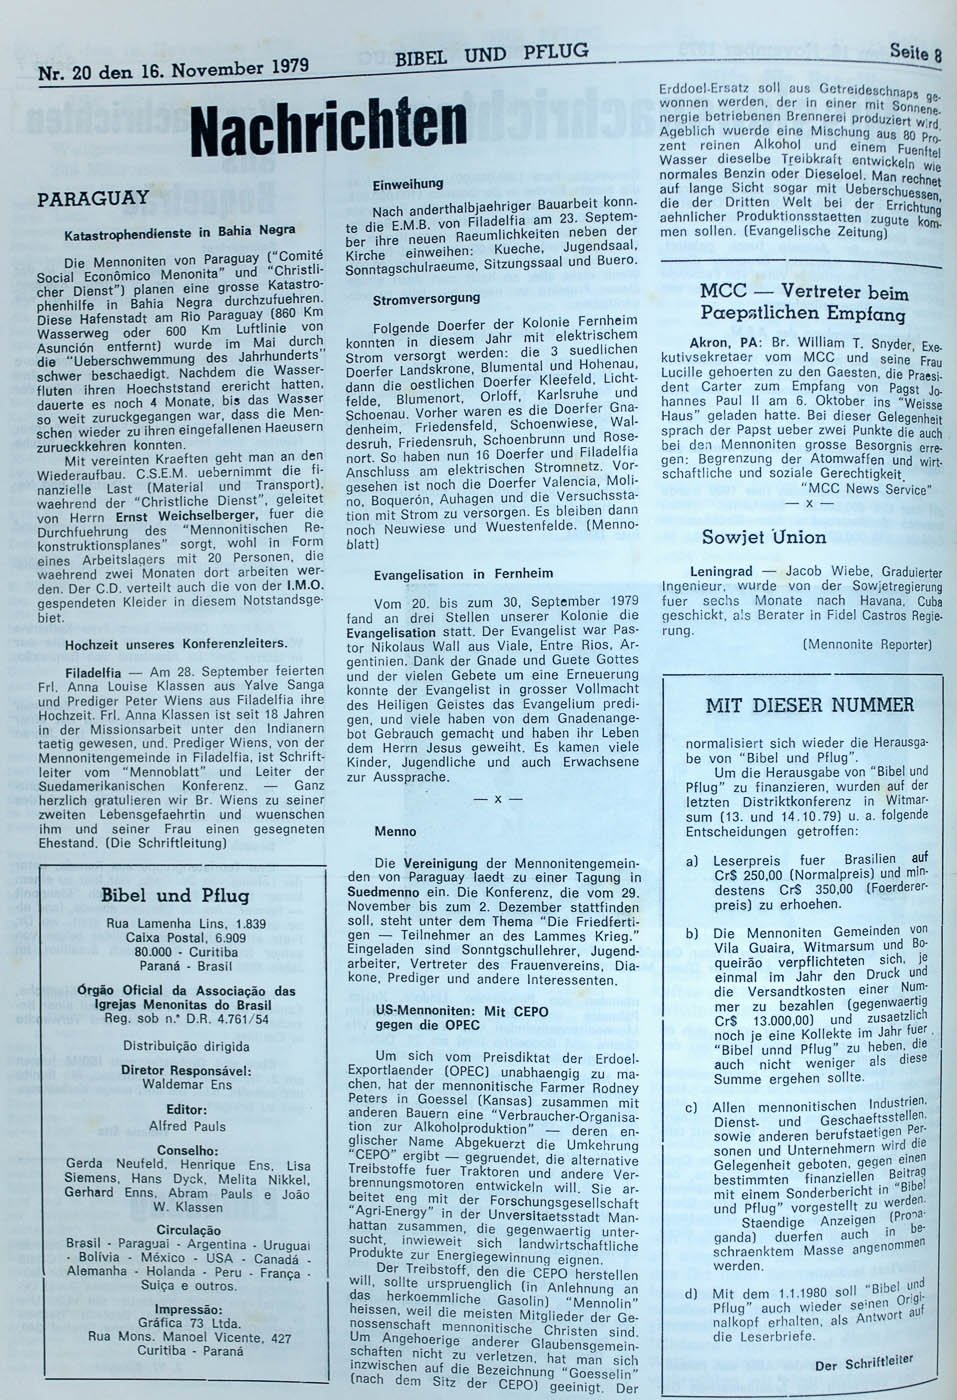 Nr. 20 den 16. November 1979
BIBEL UND PFLUG
Seite 8
Nachrichten
PARAGUAY
Katastrophendienste in Bahia Negra
Die Mennoniten von Paraguay ("Comité
Social Econômico Menonita" und "Christli-
cher Dienst") planen eine grosse Katastro-
phenhilfe in Bahia Negra durchzufuehren.
Diese Hafenstadt am Rio Paraguay (860 Km
Wasserweg oder 600 Km Luftlinie von
Asunción entfernt) wurde im Mai durch
die "Ueberschwemmung des Jahrhunderts"
schwer beschaedigt. Nachdem die Wasser-
fluten ihren Hoechststand erericht hatten,
dauerte es noch 4 Monate, bis das Wasser
so weit zurueckgegangen war, dass die Men-
schen wieder zu ihren eingefallenen Haeusern
zurueckkehren konnten.
Mit vereinten Kraeften geht man an den
Wiederaufbau. C.S.E.M. uebernimmt die fi-
nanzielle Last (Material und Transport),
waehrend der "Christliche Dienst", geleitet
von Herrn Ernst Weichselberger, fuer die
Durchfuehrung des "Mennonitischen Re-
konstruktionsplanes" sorgt, wohl in Form
eines Arbeitslagers mit 20 Personen, die
waehrend zwei Monaten dort arbeiten wer-
den. Der C.D. verteilt auch die von der I.M.O.
gespendeten Kleider in diesem Notstandsge-
biet.
Hochzeit unseres Konferenzleiters.
Filadelfia — Am 28. September feierten
Frl. Anna Louise Klassen aus Yalve Sanga
und Prediger Peter Wiens aus Filadelfia ihre
Hochzeit. Frl. Anna Klassen ist seit 18 Jahren
in der Missionsarbeit unter den Indianern
taetig gewesen, und. Prediger Wiens, von der
Mennonitengemeinde in Filadelfia, ist Schrift-
leiter vom "Mennoblatt" und Leiter der
Suedamerikanischen Konferenz. — Ganz
herzlich gratulieren wir Br. Wiens zu seiner
zweiten Lebensgefaehrtin und wuenschen
ihm und seiner Frau einen gesegneten
Ehestand. (Die Schriftleitung)
Bibel und Pflug
Rua Lamenha Lins, 1.839
Caixa Postal, 6.909
80.000 - Curitiba
Paraná - Brasil
Órgão Oficial da Associação das
Igrejas Menonitas do Brasil
Reg. sob n.º D.R. 4.761/54
Distribuição dirigida
Diretor Responsável:
Waldemar Ens
Editor:
Alfred Pauls
Conselho:
Gerda Neufeld, Henrique Ens, Lisa
Siemens, Hans Dyck, Melita Nikkel,
Gerhard Enns, Abram Pauls e João
W. Klassen
Circulação
Brasil - Paraguai - Argentina - Uruguai
- Bolívia - México - USA - Canadá -
Alemanha - Holanda - Peru - França -
Suiça e outros.
Impressão:
Gráfica 73 Ltda.
Rua Mons. Manoel Vicente, 427
Curitiba - Paraná
Einweihung
Nach anderthalbjaehriger Bauarbeit konn-
te die E.M.B. von Filadelfia am 23. Septem-
ber ihre neuen Raeumlichkeiten neben der
Kirche einweihen: Kueche, Jugendsaal,
Sonntagschulraeume, Sitzungssaal und Buero.
Stromversorgung
Folgende Doerfer der Kolonie Fernheim
konnten in diesem Jahr mit elektrischem
Strom versorgt werden: die 3 suedlichen
Doerfer Landskrone, Blumental und Hohenau,
dann die oestlichen Doerfer Kleefeld, Licht-
felde, Blumenort, Orloff, Karlsruhe und
Schoenau. Vorher waren es die Doerfer Gna-
denheim, Friedensfeld, Schoenwiese, Wal-
desruh, Friedensruh, Schoenbrunn und Rose-
nort. So haben nun 16 Doerfer und Filadelfia
Anschluss am elektrischen Stromnetz. Vor-
gesehen ist noch die Doerfer Valencia, Moli-
no, Boquerón, Auhagen und die Versuchssta-
tion mit Strom zu versorgen. Es bleiben dann
noch Neuwiese und Wuestenfelde. (Menno-
blatt)
Evangelisation in Fernheim
Vom 20. bis zum 30, September 1979
fand an drei Stellen unserer Kolonie die
Evangelisation statt. Der Evangelist war Pas-
tor Nikolaus Wall aus Viale, Entre Rios, Ar-
gentinien. Dank der Gnade und Guete Gottes
und der vielen Gebete um eine Erneuerung
konnte der Evangelist in grosser Vollmacht
des Heiligen Geistes das Evangelium predi-
gen, und viele haben von dem Gnadenange-
bot Gebrauch gemacht und haben ihr Leben
dem Herrn Jesus geweiht. Es kamen viele
Kinder, Jugendliche und auch Erwachsene
zur Aussprache.
— x —
Menno
Die Vereinigung der Mennonitengemein-
den von Paraguay laedt zu einer Tagung in
Suedmenno ein. Die Konferenz, die vom 29.
November bis zum 2. Dezember stattfinden
soll, steht unter dem Thema "Die Friedferti-
gen — Teilnehmer an des Lammes Krieg."
Eingeladen sind Sonntgschullehrer, Jugend-
arbeiter, Vertreter des Frauenvereins, Dia-
kone, Prediger und andere Interessenten.
US-Mennoniten: Mit CEPO
gegen die OPEC
Um sich vom Preisdiktat der Erdoel-
Exportlaender (OPEC) unabhaengig zu ma-
chen, hat der mennonitische Farmer Rodney
Peters in Goessel (Kansas) zusammen mit
anderen Bauern eine "Verbraucher-Organisa-
tion zur Alkoholproduktion" — deren en-
glischer Name Abgekuerzt die Umkehrung
"CEPO" ergibt — gegruendet, die alternative
Treibstoffe fuer Traktoren und andere Ver-
brennungsmotoren entwickeln will. Sie ar-
beitet eng mit der Forschungsgesellschaft
"Agri-Energy" in der Unversitaetsstadt Man-
hattan zusammen, die gegenwaertig unter-
sucht, inwieweit sich landwirtschaftliche
Produkte zur Energiegewinnung eignen.
Der Treibstoff, den die CEPO herstellen
will, sollte urspruenglich (in Anlehnung an
das herkoemmliche Gasolin) "Mennolin"
heissen, weil die meisten Mitglieder der Ge-
nossenschaft mennonitische Christen sind.
Um Angehoerige anderer Glaubensgemein-
schaften nicht zu verletzen, hat man sich
inzwischen auf die Bezeichnung "Goesselin"
(nach dem Sitz der CEPO) geeinigt. Der
Erddoel-Ersatz soll aus Getreideschnaps ge-
wonnen werden, der in einer mit Sonnene-
nergie betriebenen Brennerei produziert wird.
Ageblich wuerde eine Mischung aus 80 Pro-
zent reinen Alkohol und einem Fuenftel
Wasser dieselbe Treibkraft entwickeln wie
normales Benzin oder Dieseloel. Man rechnet
auf lange Sicht sogar mit Ueberschuessen,
die der Dritten Welt bei der Errichtung
aehnlicher Produktionsstaetten zugute kom-
men sollen. (Evangelische Zeitung)
MCC — Vertreter beim
Paepstlichen Empfang
Akron, PA: Br. William T. Snyder, Exe-
kutivsekretaer vom MCC und seine Frau
Lucille gehoerten zu den Gaesten, die Praesi-
dent Carter zum Empfang von Pagst Jo-
hannes Paul II am 6. Oktober ins "Weisse
Haus" geladen hatte. Bei dieser Gelegenheit
sprach der Papst ueber zwei Punkte die auch
bei den Mennoniten grosse Besorgnis erre-
gen: Begrenzung der Atomwaffen und wirt-
schaftliche und soziale Gerechtigkeit.
"MCC News Service"
— x —
Sowjet Union
Leningrad — Jacob Wiebe, Graduierter
Ingenieur, wurde von der Sowjetregierung
fuer sechs Monate nach Havana, Cuba
geschickt, als Berater in Fidel Castros Regie-
rung.
(Mennonite Reporter)
MIT DIESER NUMMER
normalisiert sich wieder die Herausga-
be von "Bibel und Pflug".
Um die Herausgabe von "Bibel und
Pflug" zu finanzieren, wurden auf der
letzten Distriktkonferenz in Witmar-
sum (13. und 14.10.79) u. a. folgende
Entscheidungen getroffen:
a) Leserpreis fuer Brasilien auf
Cr$ 250,00 (Normalpreis) und min-
destens Cr$ 350,00 (Foerderer-
preis) zu erhoehen.
b) Die Mennoniten Gemeinden von
Vila Guaira, Witmarsum und Bo-
queirão verpflichteten sich, je
einmal im Jahr den Druck und
die Versandtkosten einer Num-
mer zu bezahlen (gegenwaertig
Cr$ 13.000,00) und zusaetzlich
noch je eine Kollekte im Jahr fuer
"Bibel unnd Pflug" zu heben, die
auch nicht weniger als diese
Summe ergehen sollte.
c) Allen mennonitischen Industrien,
Dienst- und Geschaeftsstellen,
sowie anderen berufstaetigen Per-
sonen und Unternehmern wird die
Gelegenheit geboten, gegen einen
bestimmten finanziellen Beitrag
mit einem Sonderbericht in "Bibel
und Pflug" vorgestellt zu werden.
Staendige Anzeigen (Prona-
ganda) duerfen auch in be-
schraenktem Masse angenommen
werden.
d) Mit dem 1.1.1980 soll "Bibel und
Pflug" auch wieder seinen Origi-
nalkopf erhalten, als Antwort auf
die Leserbriefe.
Der Schriftleiter